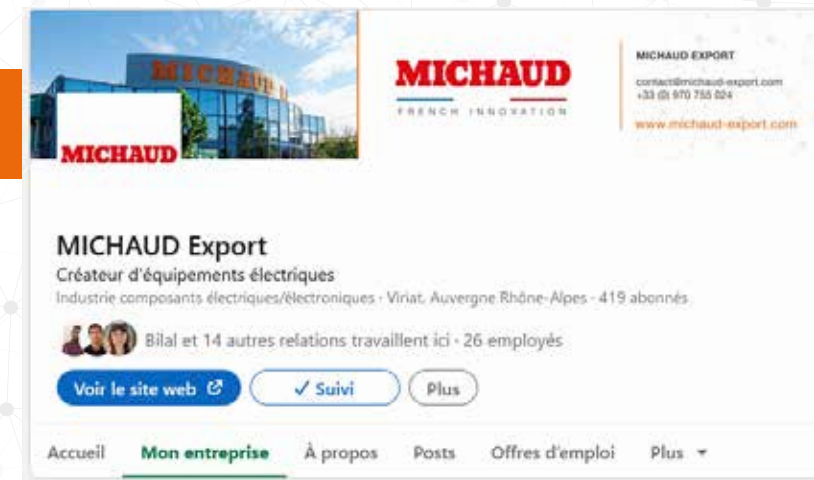 MICHAUD
MICHAUD
MICHAUD
FRENCH INNOVATION
MICHAUD EXPORT
contact@michaud-export.com
+33 (0) 970 755 024
www.michaud-export.com
MICHAUD Export
Créateur d'équipements électriques
Industrie composants électriques/électroniques · Viriat, Auvergne Rhône-Alpes · 419 abonnés
Bilal et 14 autres relations travaillent ici · 26 employés
Voir le site web
✓ Suivi
Plus
Accueil Mon entreprise À propos Posts Offres d'emploi Plus